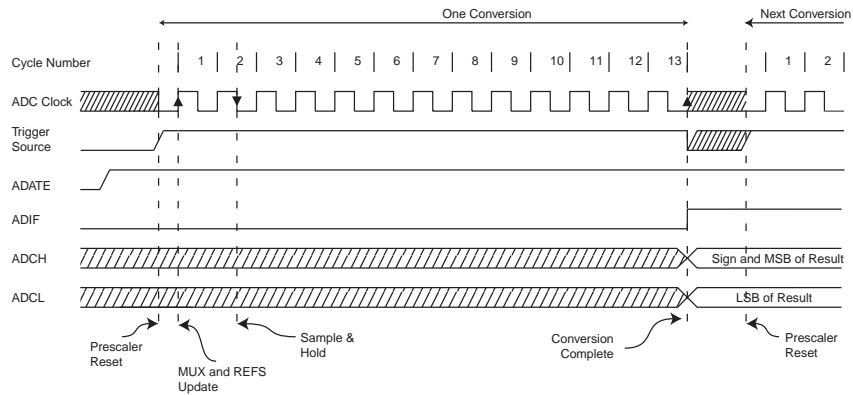 One Conversion
Next Conversion
Cycle Number
1 2 3 4 5 6 7 8 9 10 11 12 13 1 2
ADC Clock
Trigger
Source
ADATE
ADIF
ADCH
Sign and MSB of Result
ADCL
LSB of Result
Prescaler
Reset
MUX and REFS
Update
Sample &
Hold
Conversion
Complete
Prescaler
Reset